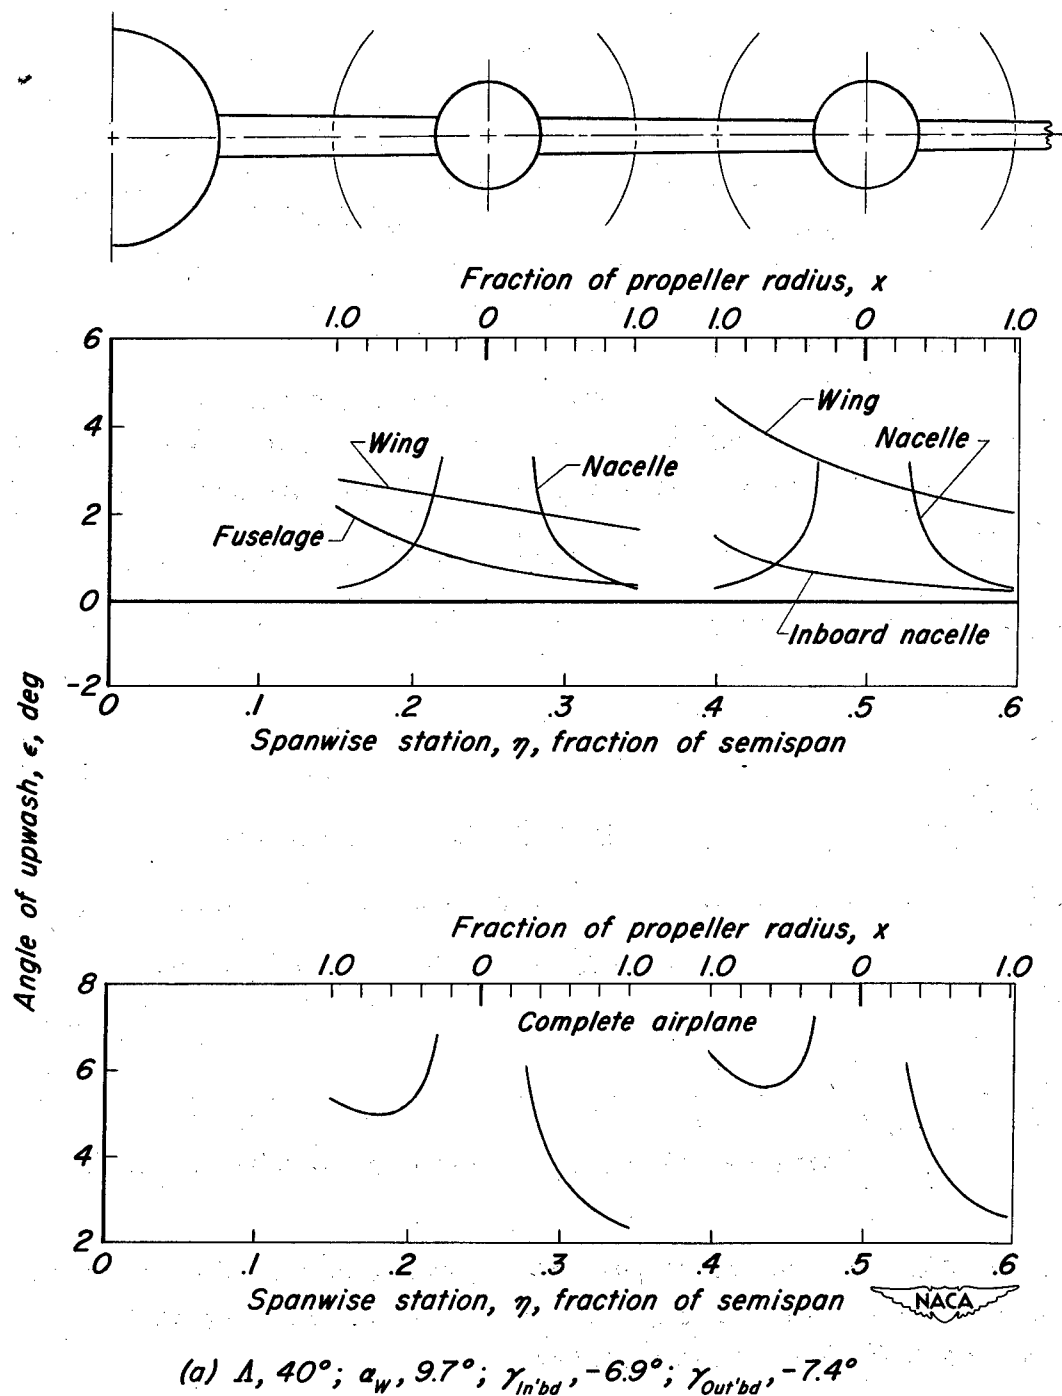 Fraction of propeller radius, x
1.0 0 1.0 1.0 0 1.0
6
4
2
0
-2
Wing
Fuselage
Nacelle
Wing
Nacelle
Inboard nacelle
0 .1 .2 .3 .4 .5 .6
Spanwise station, η, fraction of semispan
Angle of upwash, ϵ, deg
Fraction of propeller radius, x
1.0 0 1.0 1.0 0 1.0
8
6
4
2
Complete airplane
0 .1 .2 .3 .4 .5 .6
Spanwise station, η, fraction of semispan
NACA
(a) Λ, 40°; α_W, 9.7°; γ_In'bd, -6.9°; γ_Out'bd, -7.4°